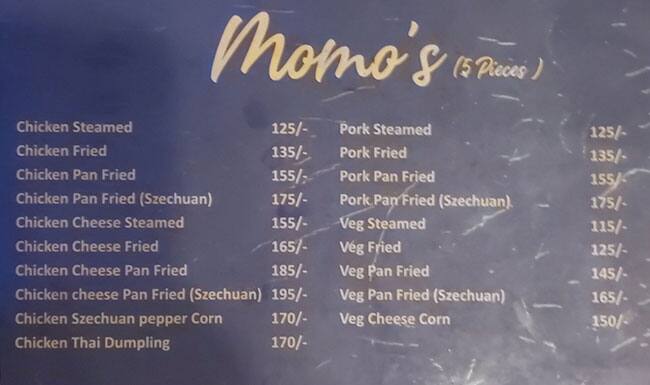 Momo's (5 Pieces )
Chicken Steamed 125/-
Chicken Fried 135/-
Chicken Pan Fried 155/-
Chicken Pan Fried (Szechuan) 175/-
Chicken Cheese Steamed 155/-
Chicken Cheese Fried 165/-
Chicken Cheese Pan Fried 185/-
Chicken cheese Pan Fried (Szechuan) 195/-
Chicken Szechuan pepper Corn 170/-
Chicken Thai Dumpling 170/-
Pork Steamed 125/-
Pork Fried 135/-
Pork Pan Fried 155/-
Pork Pan Fried (Szechuan) 175/-
Veg Steamed 115/-
Veg Fried 125/-
Veg Pan Fried 145/-
Veg Pan Fried (Szechuan) 165/-
Veg Cheese Corn 150/-